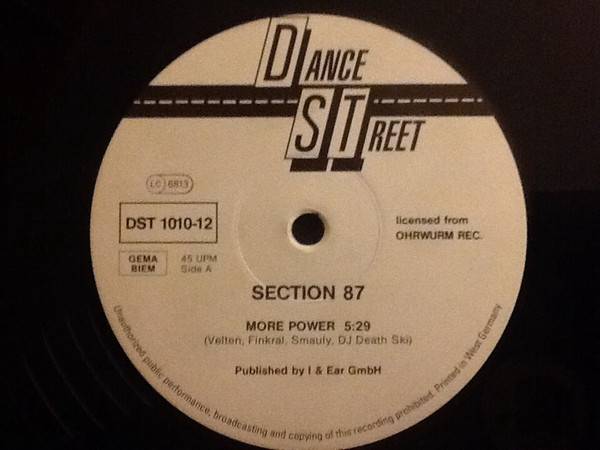 DANCE
STREET
LC 6813
DST 1010-12
licensed from
OHRWURM REC.
GEMA
BIEM
45 UPM
Side A
SECTION 87
MORE POWER 5:29
(Velten, Finkral, Smauly, DJ Death Ski)
Published by I & Ear GmbH
Unauthorized public performance, broadcasting and copying of this recording prohibited. Printed in West Germany